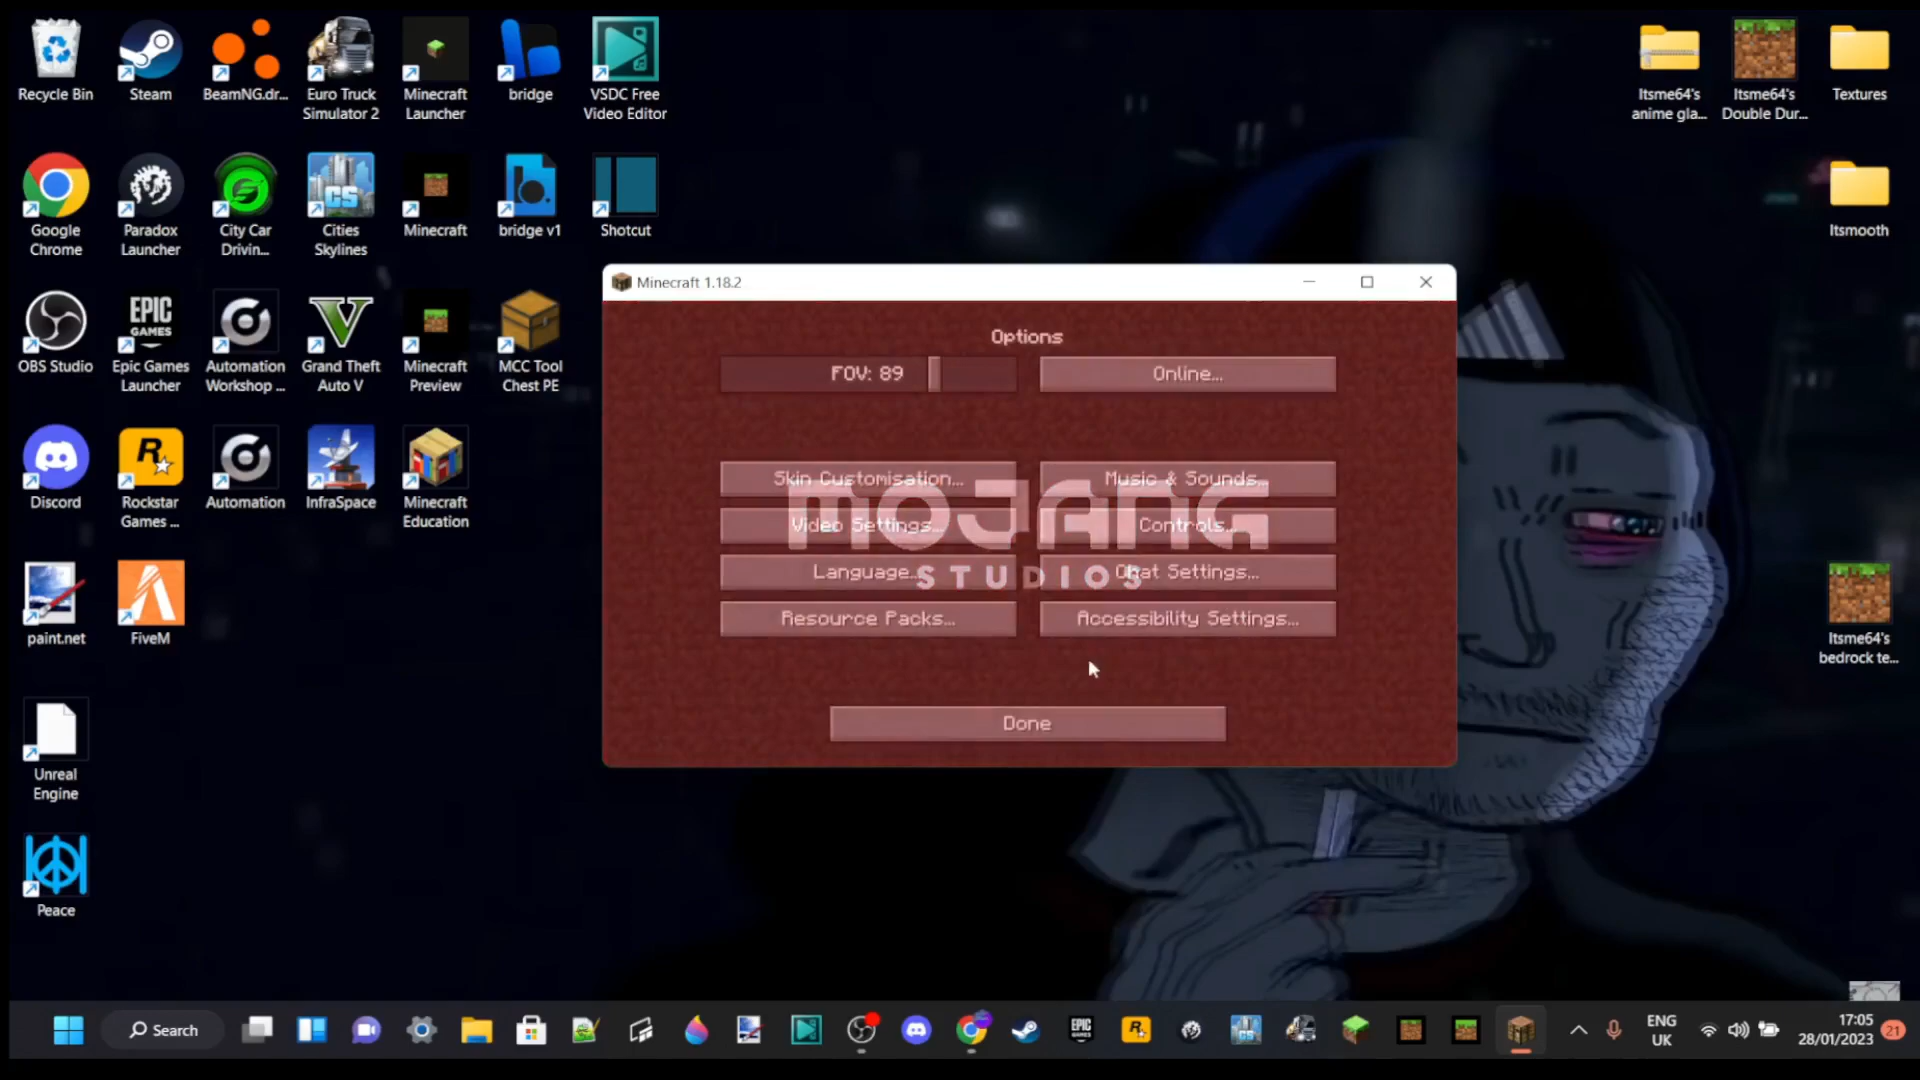 Recycle Bin
Steam
BeamNG.dr...
Euro Truck
Simulator 2
Minecraft
Launcher
bridge
VSDC Free
Video Editor
Itsme64's
anime gla...
Itsme64's
Double Dur...
Textures
Google
Chrome
Paradox
Launcher
City Car
Drivin...
CS
Cities
Skylines
Minecraft
bridge v1
Shotcut
Itsmooth
Minecraft 1.18.2
Options
FOV: 89
Online...
OBS Studio
EPIC
GAMES
Epic Games
Launcher
Automation
Workshop ...
Grand Theft
Auto V
Minecraft
Preview
MCC Tool
Chest PE
Skin Customisation...
Music & Sounds...
MOJANG
STUDIOS
Video Settings...
Controls...
Language...
Chat Settings...
Resource Packs...
Accessibility Settings...
Done
Discord
Rockstar
Games ...
Automation
InfraSpace
Minecraft
Education
paint.net
FiveM
Itsme64's
bedrock te...
Unreal
Engine
Peace
Search
EPIC
ENG
UK
17:05
28/01/2023
21